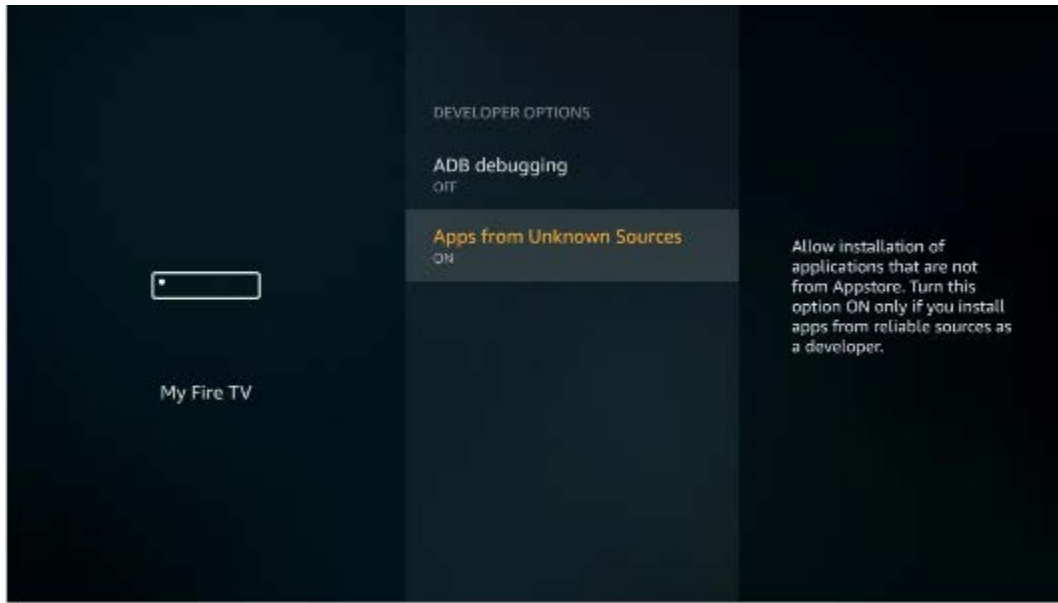 DEVELOPER OPTIONS
ADB debugging
OFF
Apps from Unknown Sources
ON
Allow installation of
applications that are not
from Appstore. Turn this
option ON only if you install
apps from reliable sources as
a developer.
My Fire TV